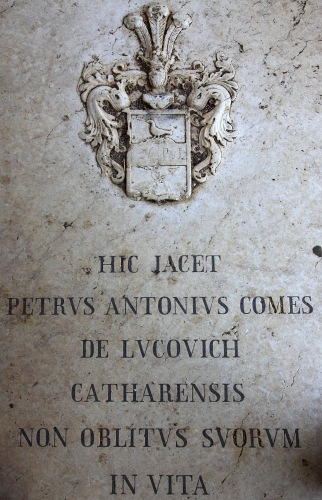 HIC JACET
PETRVS ANTONIVS COMES
DE LVCOVICH
CATHARENSIS
NON OBLITVS SVORVM
IN VITA